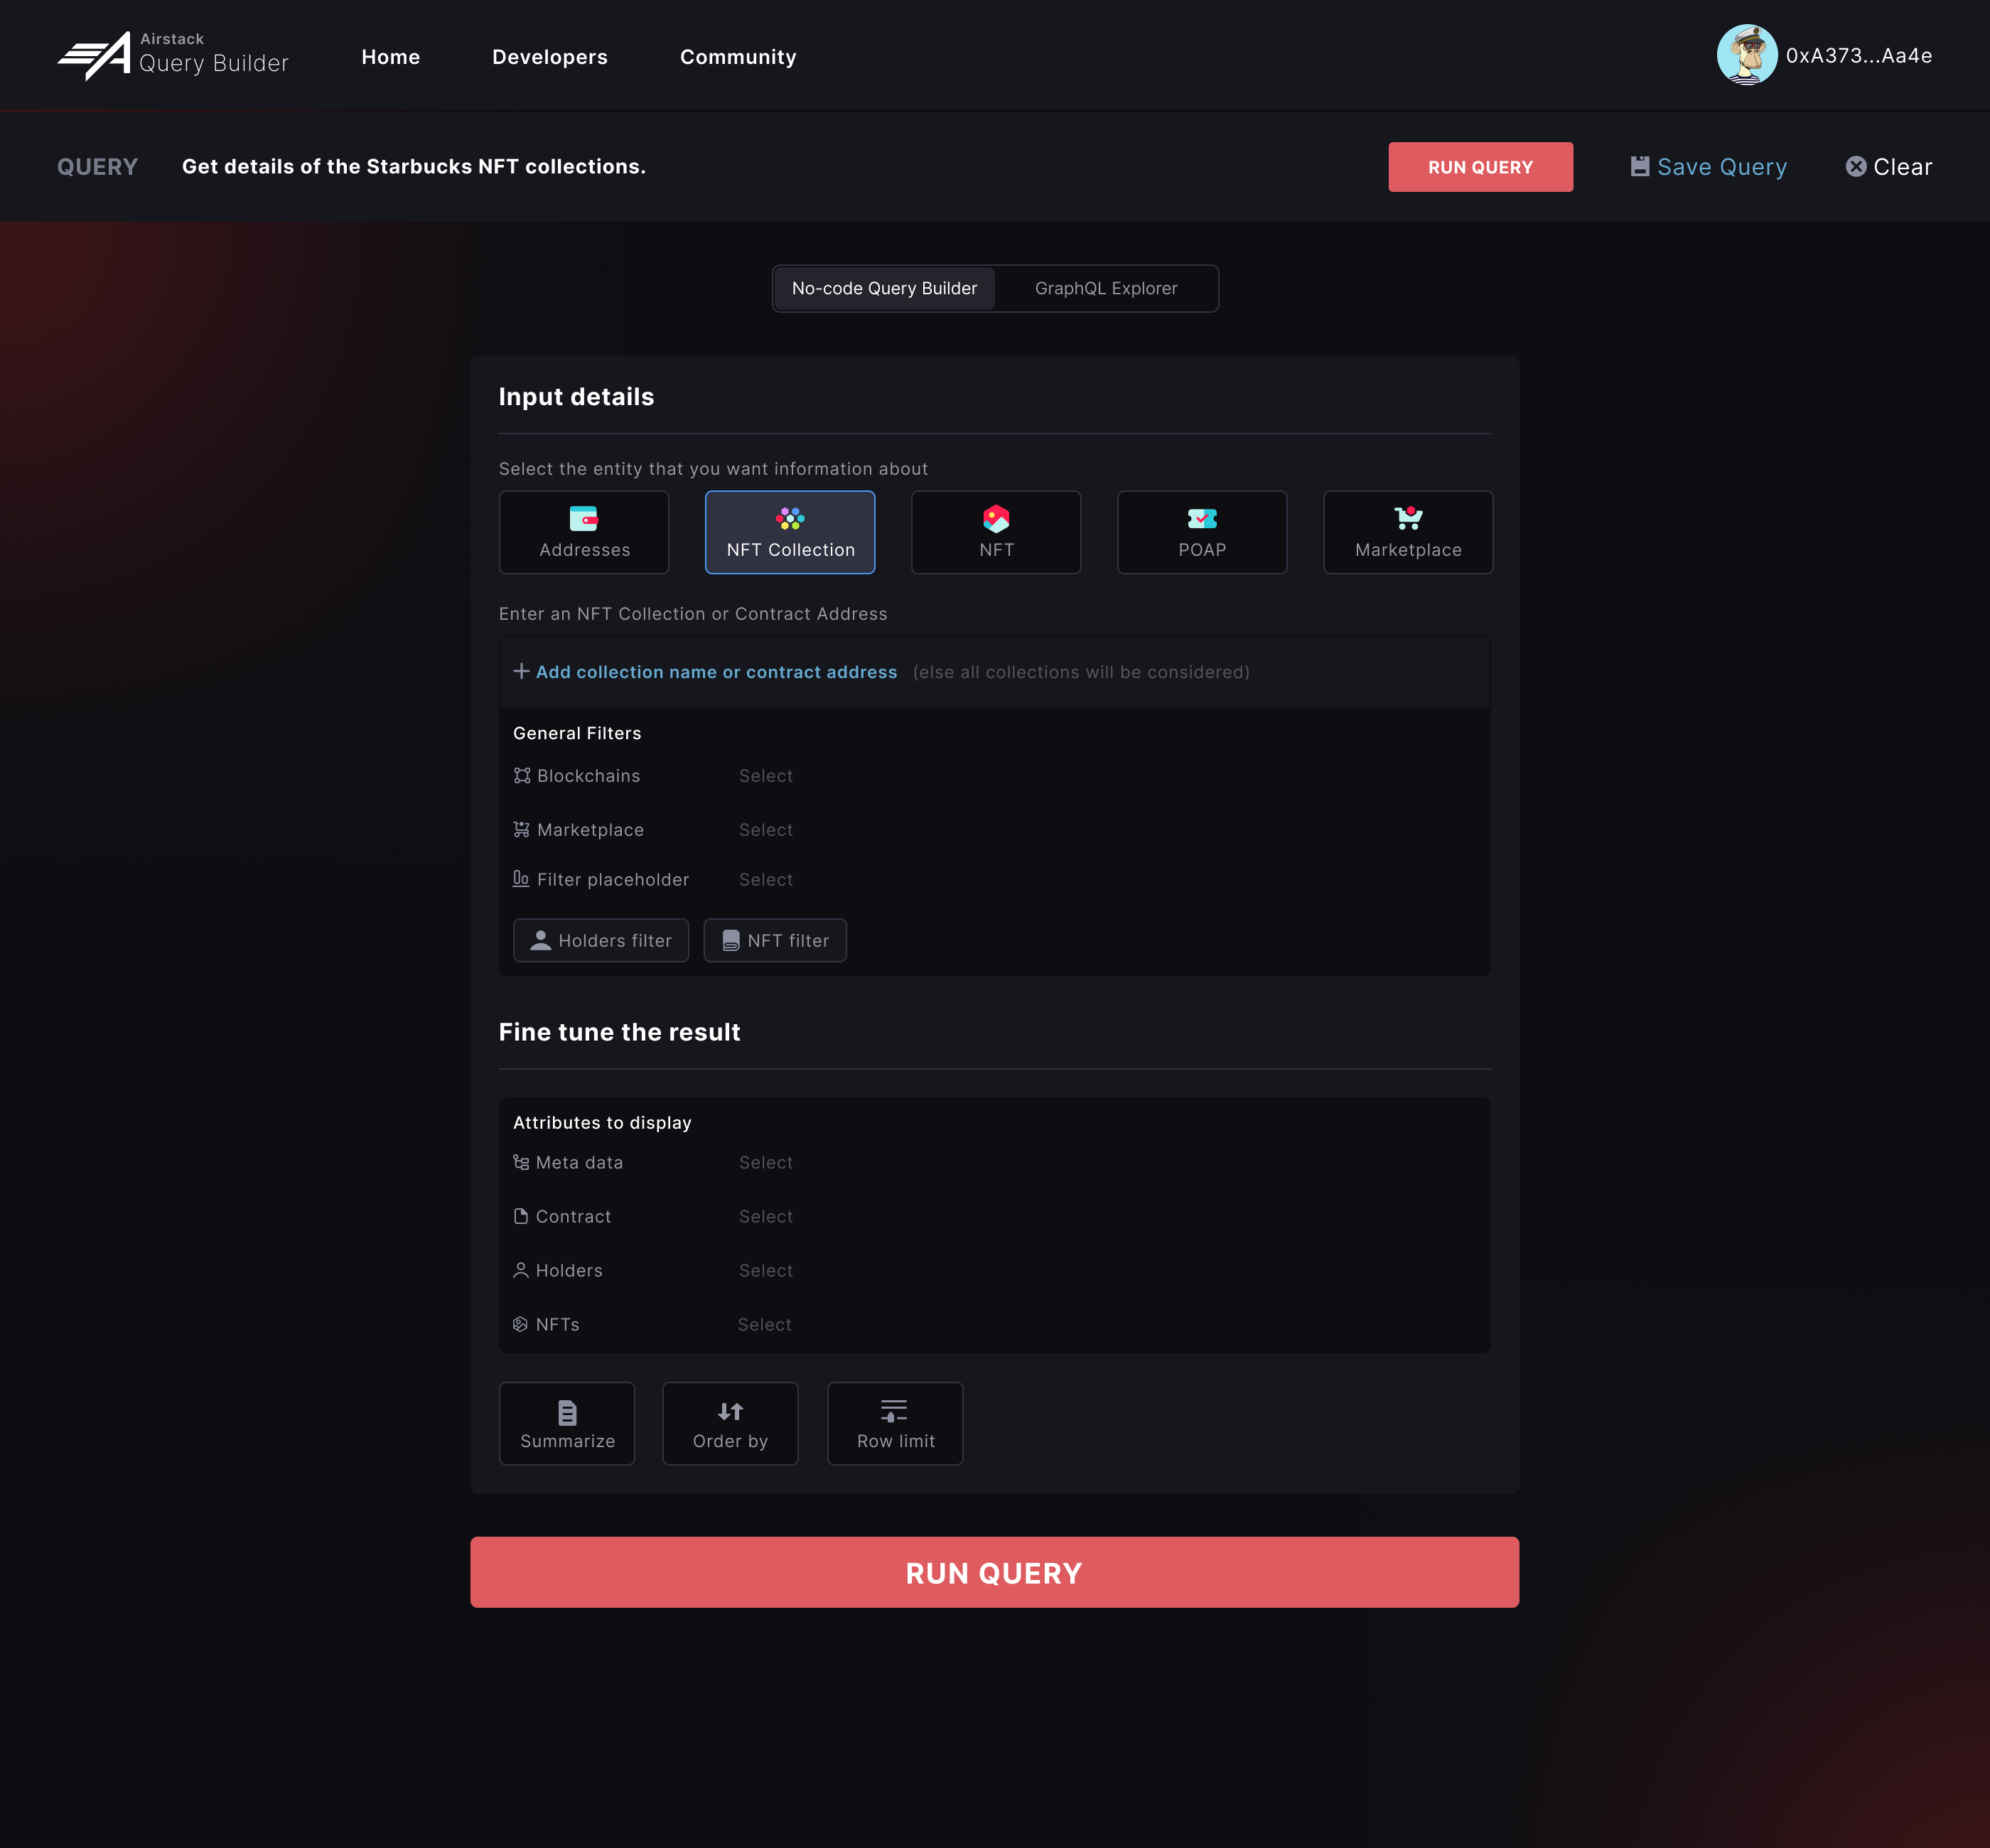 Airstack
Query Builder
Home Developers Community
0xA373...Aa4e
QUERY Get details of the Starbucks NFT collections. RUN QUERY Save Query Clear
No-code Query Builder GraphQL Explorer
Input details
Select the entity that you want information about
Addresses NFT Collection NFT POAP Marketplace
Enter an NFT Collection or Contract Address
Add collection name or contract address (else all collections will be considered)
General Filters
Blockchains Select
Marketplace Select
Filter placeholder Select
Holders filter NFT filter
Fine tune the result
Attributes to display
Meta data Select
Contract Select
Holders Select
NFTs Select
Summarize Order by Row limit
RUN QUERY